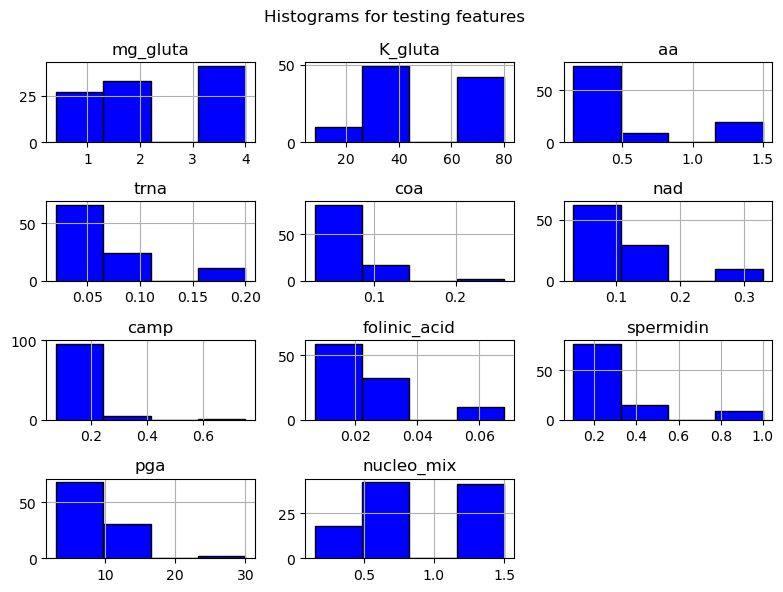 Histograms for testing features
mg_gluta K_gluta aa
25
0
1 2 3 4
50
0
20 40 60 80
50
0
0.5 1.0 1.5
trna coa nad
50
0
0.05 0.10 0.15 0.20
50
0
0.1 0.2
50
0
0.1 0.2 0.3
camp folinic_acid spermidin
100
0
0.2 0.4 0.6
50
0
0.02 0.04 0.06
50
0
0.2 0.4 0.6 0.8 1.0
pga nucleo_mix
50
0
10 20 30
25
0
0.5 1.0 1.5